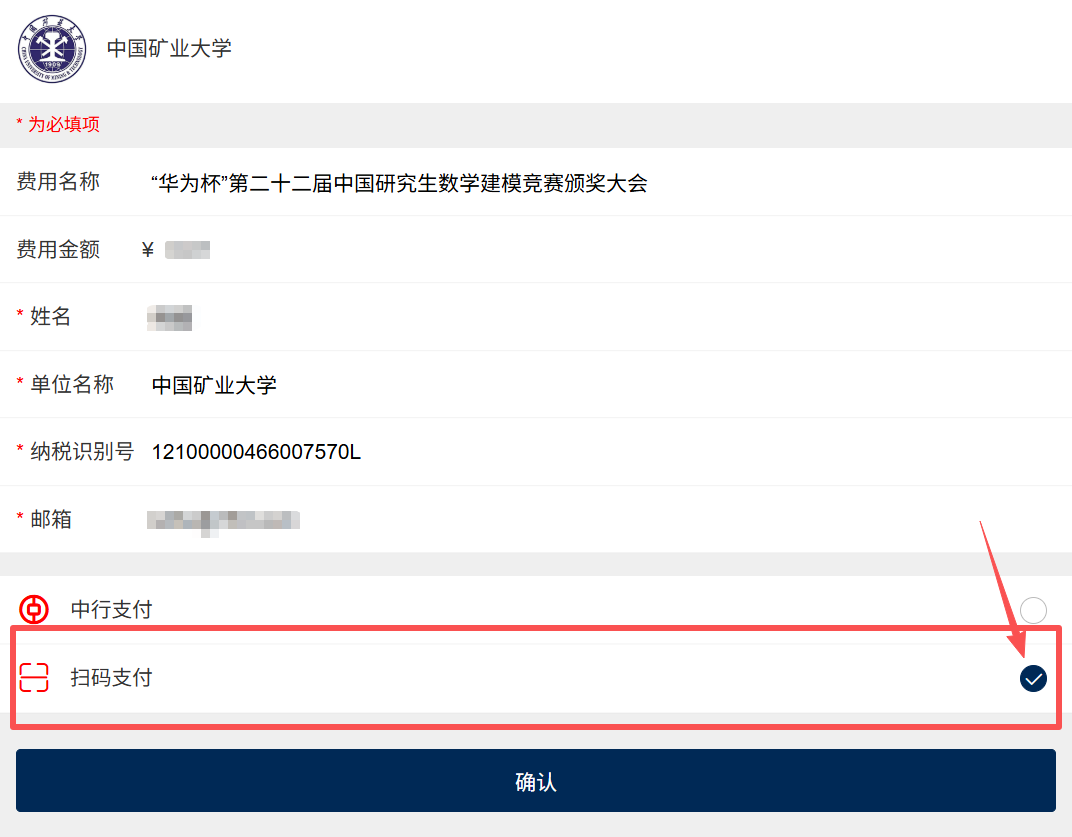 中国矿业大学
* 为必填项
费用名称 “华为杯”第二十二届中国研究生数学建模竞赛颁奖大会
费用金额 ¥
* 姓名
* 单位名称 中国矿业大学
* 纳税识别号 12100000466007570L
* 邮箱
中行支付
扫码支付
确认